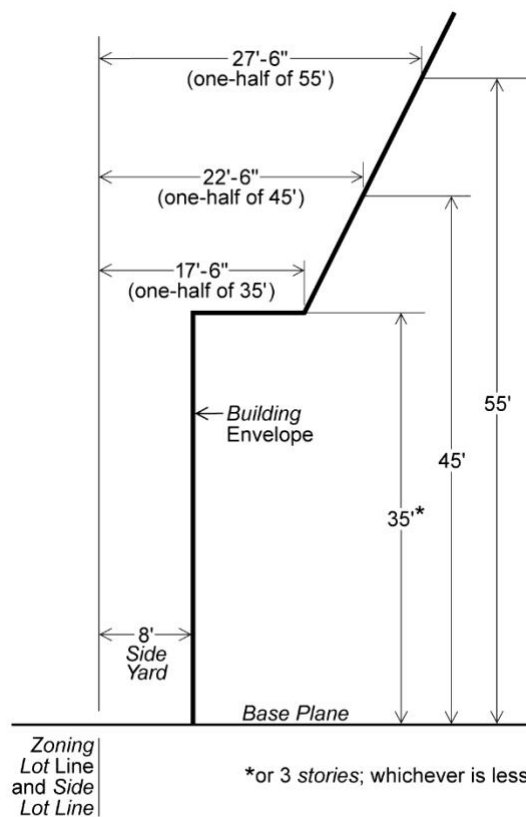 27'-6"
(one-half of 55')
22'-6"
(one-half of 45')
17'-6"
(one-half of 35')
Building
Envelope
55'
45'
35'*
8'
Side
Yard
Base Plane
Zoning
Lot Line
and Side
Lot Line
*or 3 stories; whichever is less